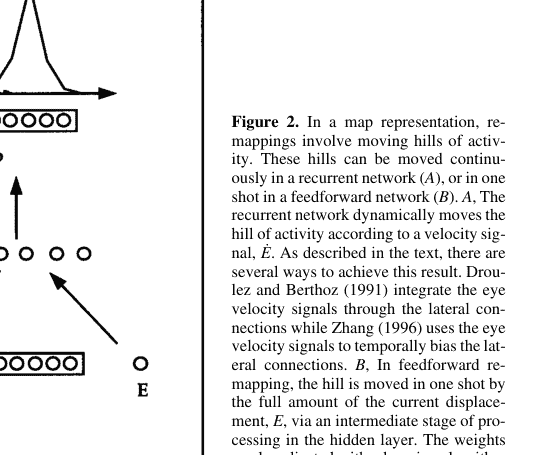 E
Figure 2. In a map representation, re-
mappings involve moving hills of activ-
ity. These hills can be moved continu-
ously in a recurrent network (A), or in one
shot in a feedforward network (B). A, The
recurrent network dynamically moves the
hill of activity according to a velocity sig-
nal, Ė. As described in the text, there are
several ways to achieve this result. Drou-
lez and Berthoz (1991) integrate the eye
velocity signals through the lateral con-
nections while Zhang (1996) uses the eye
velocity signals to temporally bias the lat-
eral connections. B, In feedforward re-
mapping, the hill is moved in one shot by
the full amount of the current displace-
ment, E, via an intermediate stage of pro-
cessing in the hidden layer. The weights